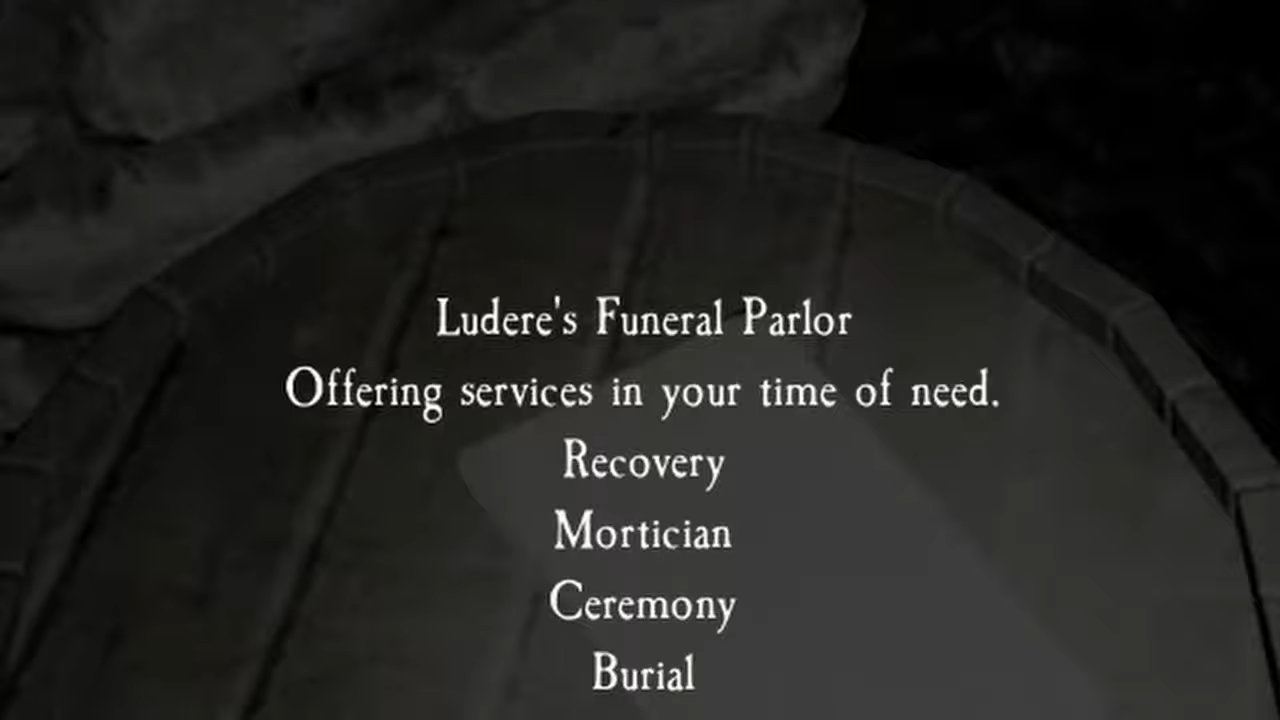 Ludere's Funeral Parlor
Offering services in your time of need.
Recovery
Mortician
Ceremony
Burial